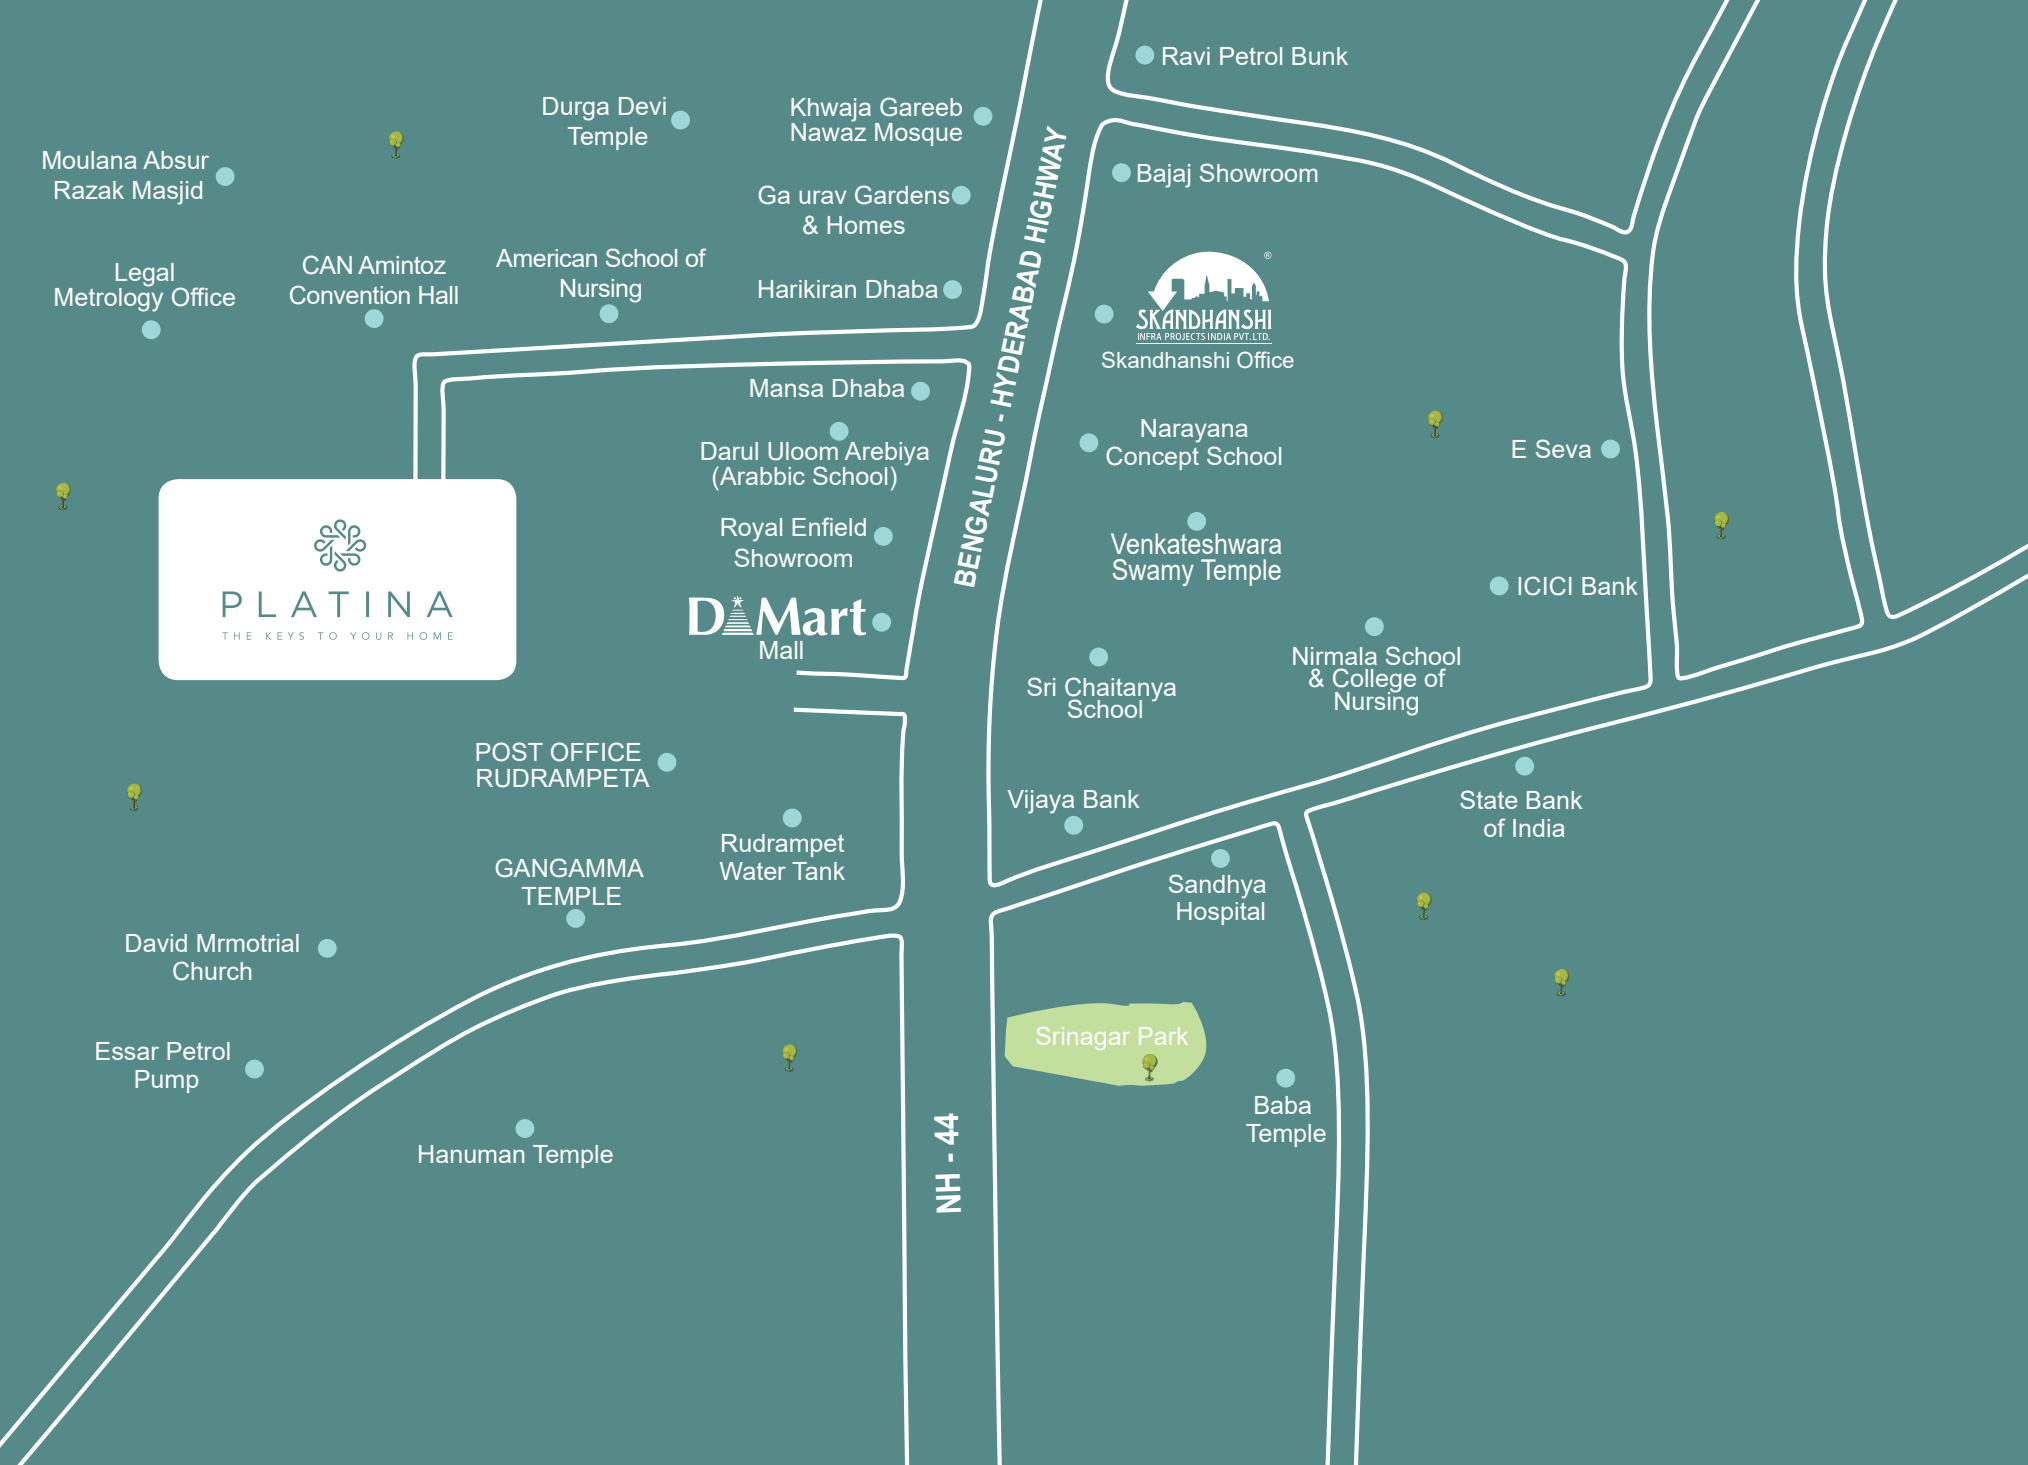 Ravi Petrol Bunk
Durga Devi
Temple
Khwaja Gareeb
Nawaz Mosque
Moulana Absur
Razak Masjid
Bajaj Showroom
Ga urav Gardens
& Homes
Legal
Metrology Office
CAN Amintoz
Convention Hall
American School of
Nursing
Harikiran Dhaba
BENGALURU - HYDERABAD HIGHWAY
®
SKANDHANSHI
INFRA PROJECTS INDIA PVT. LTD.
Skandhanshi Office
Mansa Dhaba
Darul Uloom Arebiya
(Arabbic School)
Narayana
Concept School
E Seva
Royal Enfield
Showroom
Venkateshwara
Swamy Temple
PLATINA
THE KEYS TO YOUR HOME
DMart
Mall
ICICI Bank
Sri Chaitanya
School
Nirmala School
& College of
Nursing
POST OFFICE
RUDRAMPETA
Vijaya Bank
State Bank
of India
Rudrampet
Water Tank
GANGAMMA
TEMPLE
Sandhya
Hospital
David Mrmotrial
Church
Srinagar Park
Essar Petrol
Pump
Baba
Temple
Hanuman Temple
NH - 44